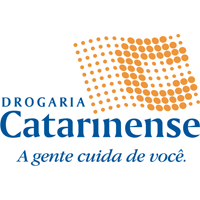 DROGARIA
Catarinense
A gente cuida de você.